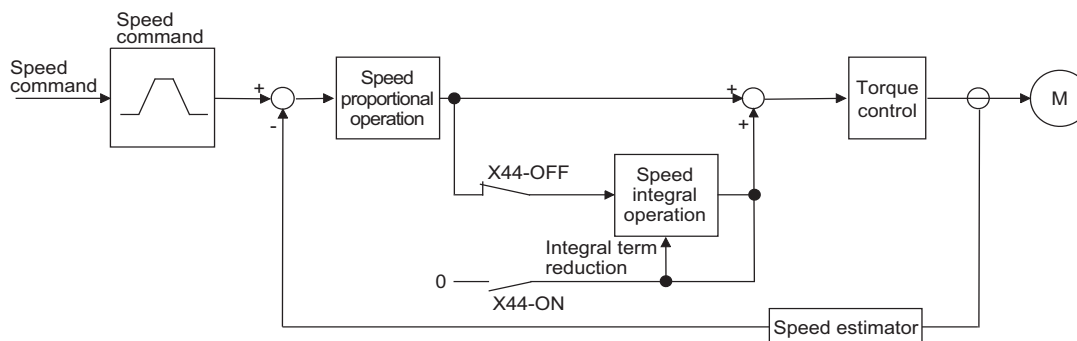 Speed
command
Speed
command
+
-
Speed
proportional
operation
+
+
Torque
control
M
X44-OFF
Speed
integral
operation
Integral term
reduction
0
X44-ON
Speed estimator